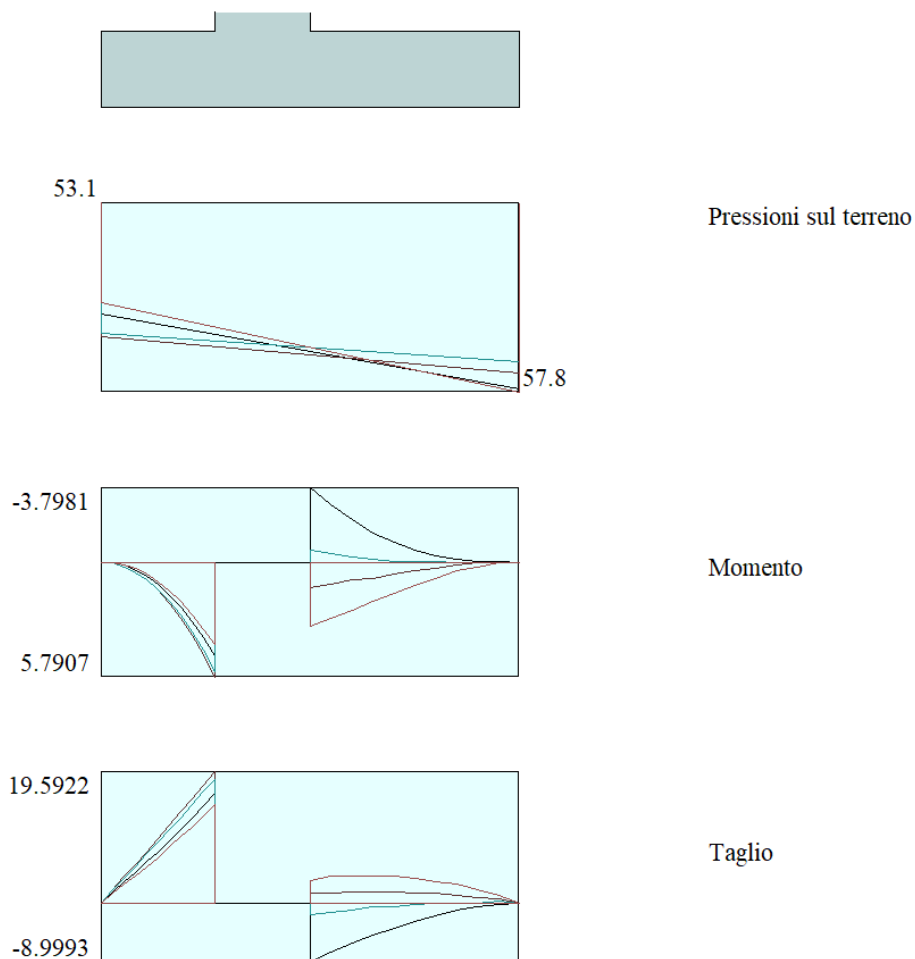 53.1
Pressioni sul terreno
57.8
-3.7981
Momento
5.7907
19.5922
Taglio
-8.9993